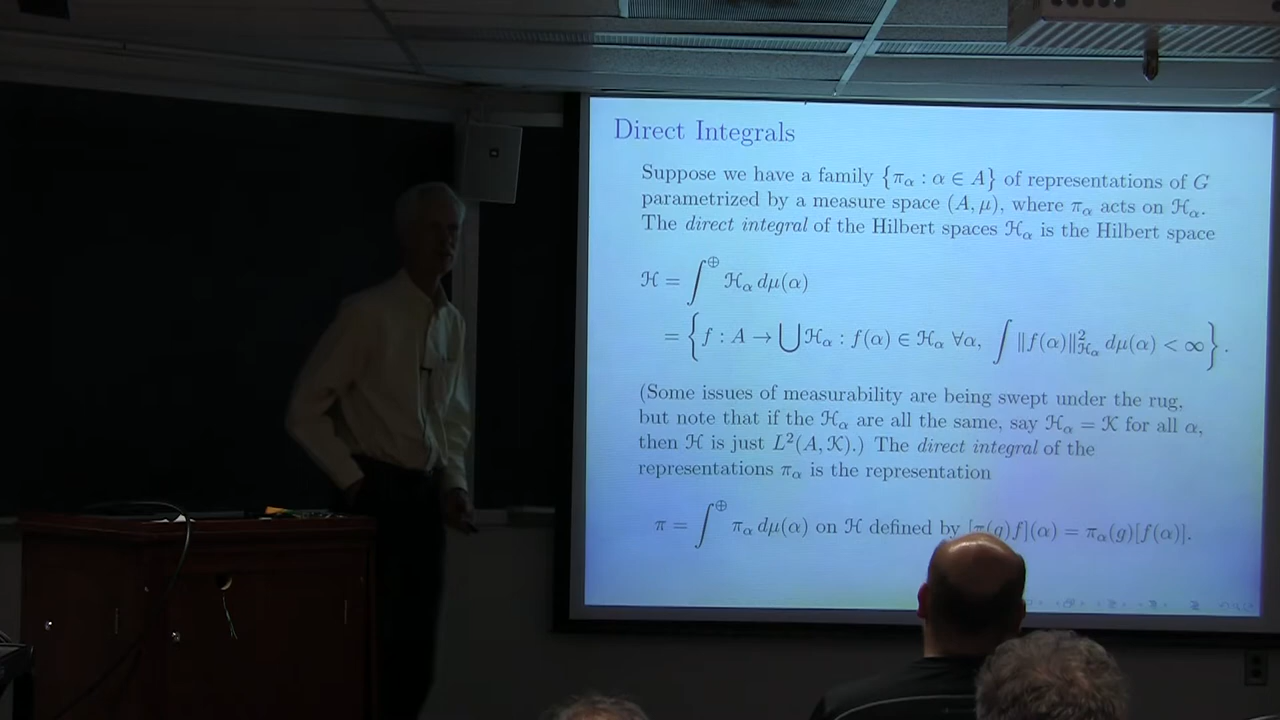 Direct Integrals
Suppose we have a family {π_α : α ∈ A} of representations of G
parametrized by a measure space (A, μ), where π_α acts on ℋ_α.
The direct integral of the Hilbert spaces ℋ_α is the Hilbert space
ℋ = ∫^⊕ ℋ_α dμ(α)
= { f : A → ⋃ ℋ_α : f(α) ∈ ℋ_α ∀α, ∫ ‖f(α)‖²_{ℋ_α} dμ(α) < ∞ } .
(Some issues of measurability are being swept under the rug,
but note that if the ℋ_α are all the same, say ℋ_α = 𝒦 for all α,
then ℋ is just L²(A, 𝒦).) The direct integral of the
representations π_α is the representation
π = ∫^⊕ π_α dμ(α) on ℋ defined by [π(g)f](α) = π_α(g)[f(α)].